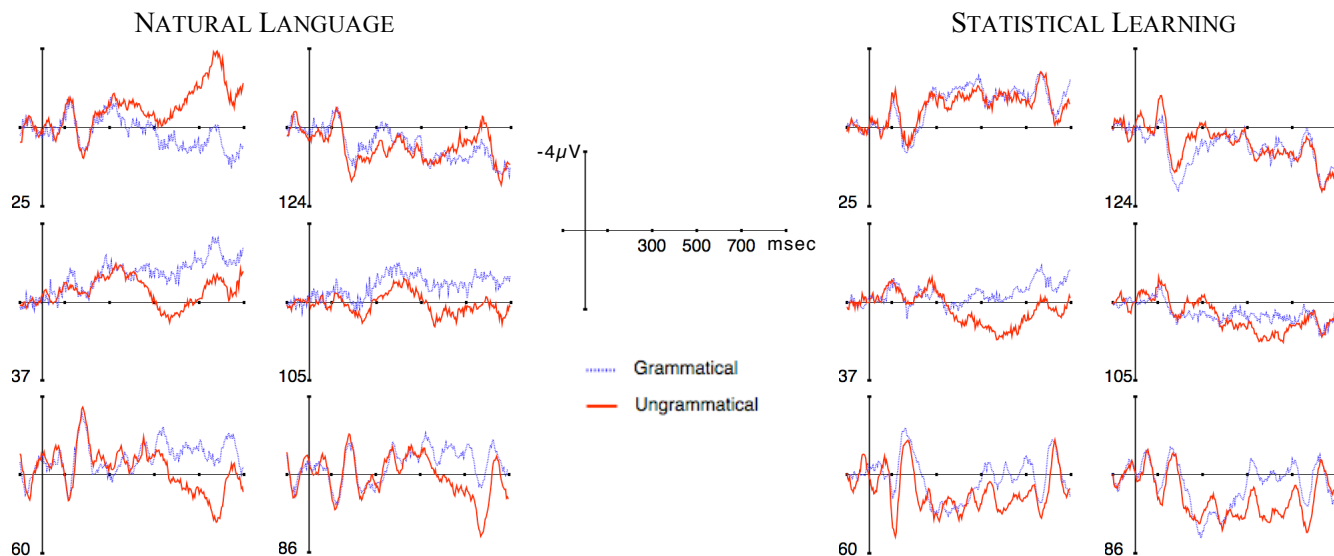 NATURAL LANGUAGE
STATISTICAL LEARNING
25
124
-4µV
300 500 700 msec
25
124
37
105
Grammatical
Ungrammatical
37
105
60
86
60
86